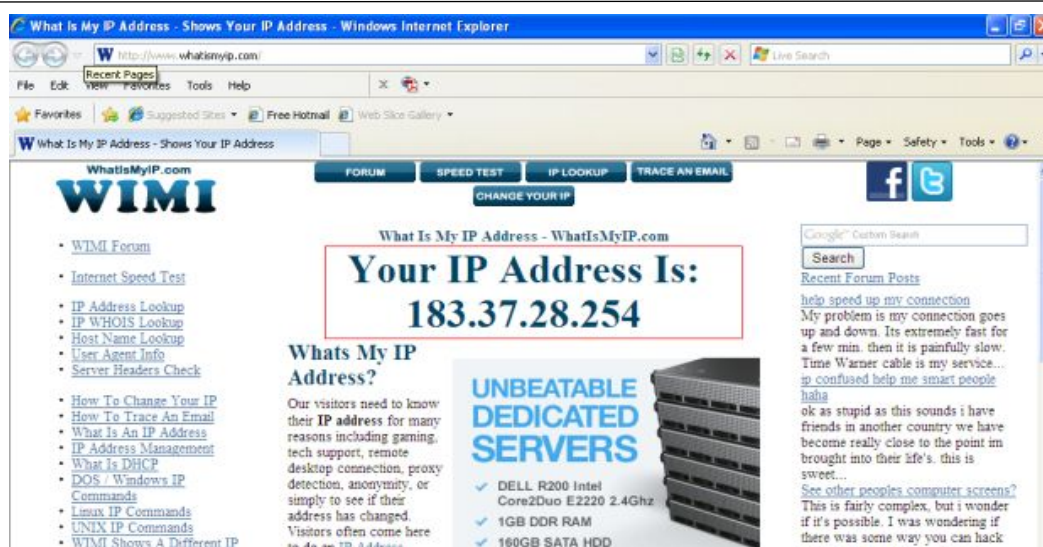 What Is My IP Address - Shows Your IP Address - Windows Internet Explorer
http://www.whatismyip.com/
Live Search
Recent Pages
File Edit View Favorites Tools Help
Favorites Suggested Sites Free Hotmail Web Slice Gallery
What Is My IP Address - Shows Your IP Address
Page Safety Tools
WhatIsMyIP.com
WIMI
FORUM SPEED TEST IP LOOKUP TRACE AN EMAIL
CHANGE YOUR IP
WIMI Forum
Internet Speed Test
IP Address Lookup
IP WHOIS Lookup
Host Name Lookup
User Agent Info
Server Headers Check
How To Change Your IP
How To Trace An Email
What Is An IP Address
IP Address Management
What Is DHCP
DOS / Windows IP
Commands
Linux IP Commands
UNIX IP Commands
WIMI Shows A Different IP
What Is My IP Address - WhatIsMyIP.com
Your IP Address Is:
183.37.28.254
Whats My IP
Address?
Our visitors need to know
their IP address for many
reasons including gaming,
tech support, remote
desktop connection, proxy
detection, anonymity, or
simply to see if their
address has changed.
Visitors often come here
to do an IP Address
UNBEATABLE
DEDICATED
SERVERS
DELL R200 Intel
Core2Duo E2220 2.4Ghz
1GB DDR RAM
160GB SATA HDD
Google™ Custom Search
Search
Recent Forum Posts
help speed up my connection
My problem is my connection goes
up and down. Its extremely fast for
a few min. then it is painfully slow.
Time Warner cable is my service...
ip confused help me smart people
haha
ok as stupid as this sounds i have
friends in another country we have
become really close to the point im
brought into their life's. this is
sweet...
See other peoples computer screens?
This is fairly complex, but i wonder
if it's possible. I was wondering if
there was some way you can hack